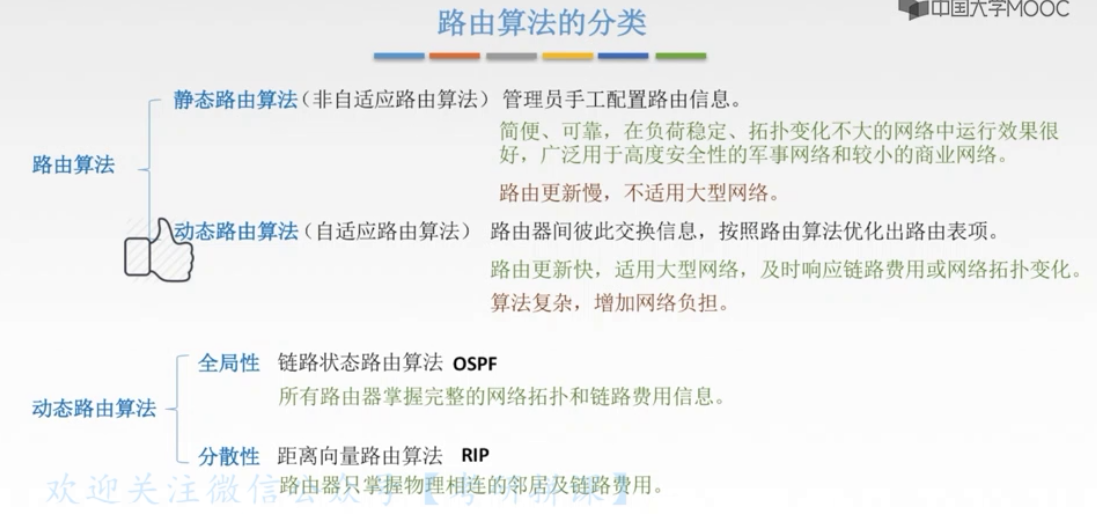 中国大学MOOC
路由算法的分类
路由算法
静态路由算法（非自适应路由算法） 管理员手工配置路由信息。
简便、可靠，在负荷稳定、拓扑变化不大的网络中运行效果很
好，广泛用于高度安全性的军事网络和较小的商业网络。
路由更新慢，不适用大型网络。
动态路由算法（自适应路由算法） 路由器间彼此交换信息，按照路由算法优化出路由表项。
路由更新快，适用大型网络，及时响应链路费用或网络拓扑变化。
算法复杂，增加网络负担。
动态路由算法
全局性 链路状态路由算法 OSPF
所有路由器掌握完整的网络拓扑和链路费用信息。
分散性 距离向量路由算法 RIP
路由器只掌握物理相连的邻居及链路费用。
欢迎关注微信公众号